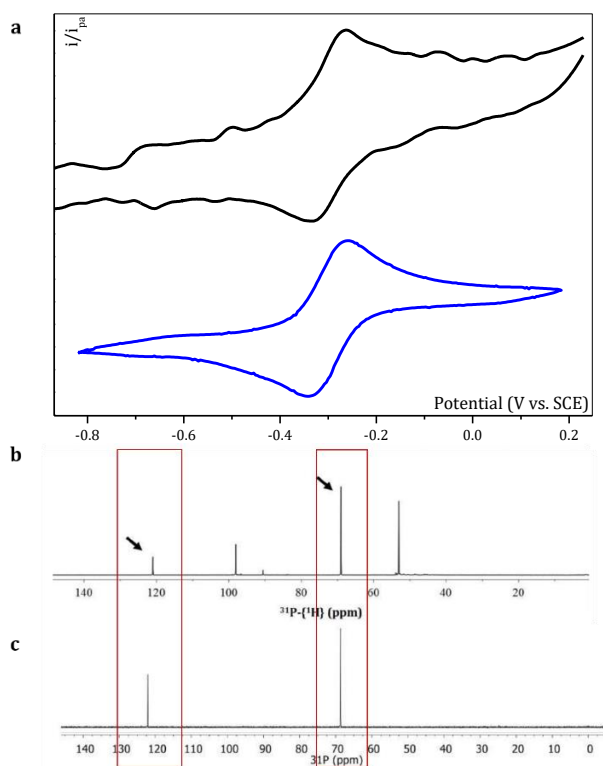 a
i/ipa
Potential (V vs. SCE)
-0.8 -0.6 -0.4 -0.2 0.0 0.2
b
140 120 100 80 60 40 20
³¹P-{¹H} (ppm)
c
140 130 120 110 100 90 80 70 60 50 40 30 20 10 0
31P (ppm)